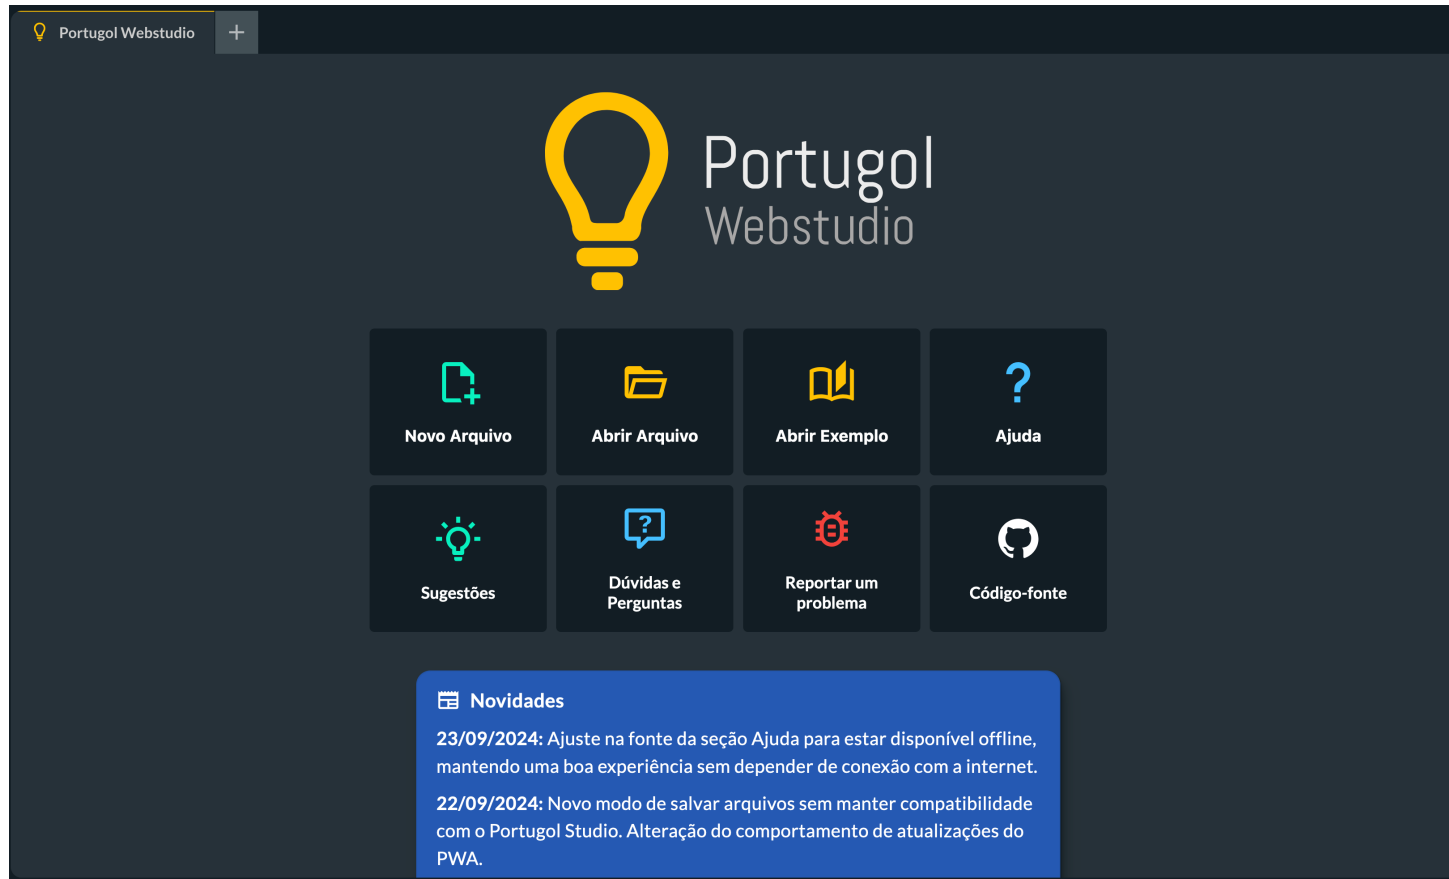 Portugol Webstudio
Portugol
Webstudio
Novo Arquivo
Abrir Arquivo
Abrir Exemplo
Ajuda
Sugestões
Dúvidas e
Perguntas
Reportar um
problema
Código-fonte
Novidades
23/09/2024: Ajuste na fonte da seção Ajuda para estar disponível offline,
mantendo uma boa experiência sem depender de conexão com a internet.
22/09/2024: Novo modo de salvar arquivos sem manter compatibilidade
com o Portugol Studio. Alteração do comportamento de atualizações do
PWA.